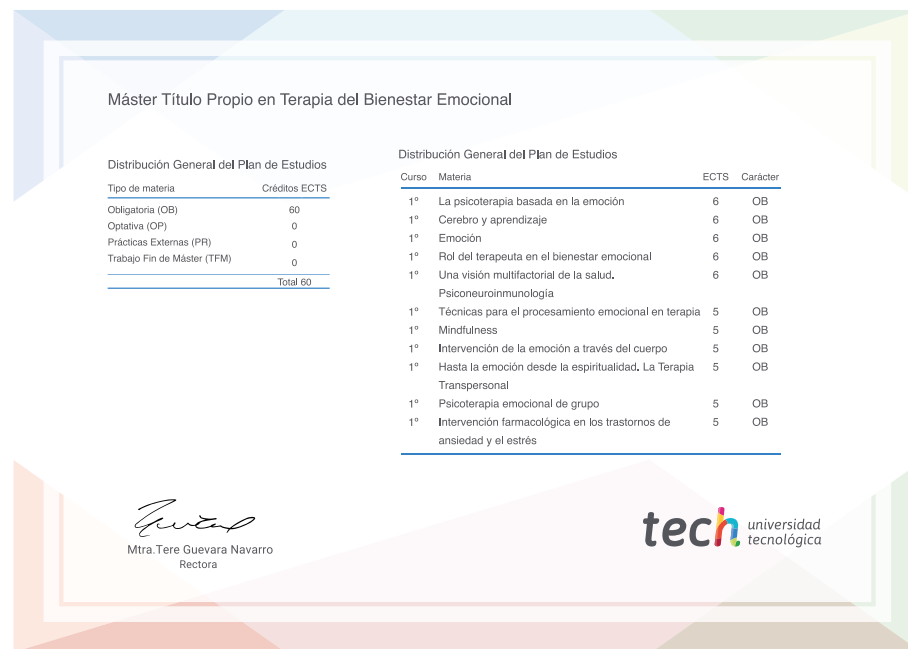 Máster Título Propio en Terapia del Bienestar Emocional
Distribución General del Plan de Estudios
Tipo de materia Créditos ECTS
Obligatoria (OB) 60
Optativa (OP) 0
Prácticas Externas (PR) 0
Trabajo Fin de Máster (TFM) 0
Total 60
Distribución General del Plan de Estudios
Curso Materia ECTS Carácter
1º La psicoterapia basada en la emoción 6 OB
1º Cerebro y aprendizaje 6 OB
1º Emoción 6 OB
1º Rol del terapeuta en el bienestar emocional 6 OB
1º Una visión multifactorial de la salud. 6 OB
Psiconeuroinmunología
1º Técnicas para el procesamiento emocional en terapia 5 OB
1º Mindfulness 5 OB
1º Intervención de la emoción a través del cuerpo 5 OB
1º Hasta la emoción desde la espiritualidad. La Terapia 5 OB
Transpersonal
1º Psicoterapia emocional de grupo 5 OB
1º Intervención farmacológica en los trastornos de 5 OB
ansiedad y el estrés
Mtra.Tere Guevara Navarro
Rectora
tech universidad
tecnológica